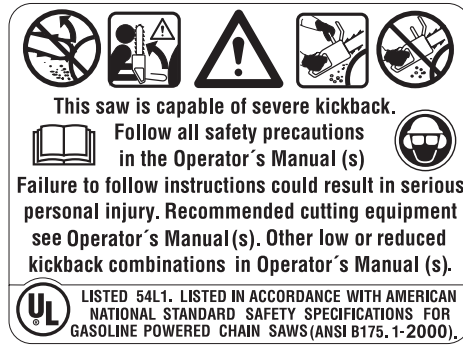 This saw is capable of severe kickback.
Follow all safety precautions
in the Operator´s Manual (s)
Failure to follow instructions could result in serious
personal injury. Recommended cutting equipment
see Operator´s Manual (s). Other low or reduced
kickback combinations in Operator´s Manual (s).
UL ®
LISTED 54L1. LISTED IN ACCORDANCE WITH AMERICAN
NATIONAL STANDARD SAFETY SPECIFICATIONS FOR
GASOLINE POWERED CHAIN SAWS (ANSI B175.1-2000).